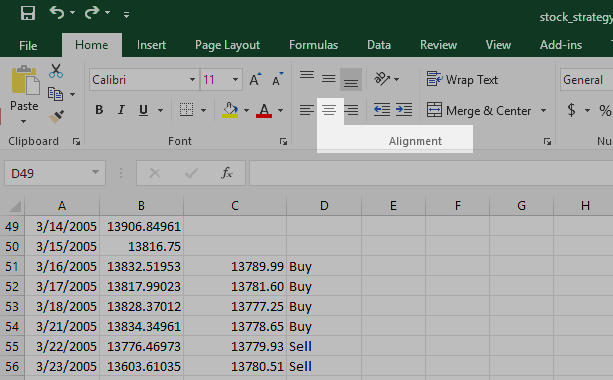 stock_strategy
File Home Insert Page Layout Formulas Data Review View Add-ins
Calibri 11 A A Wrap Text General
Paste
B I U A Merge & Center $ %
Clipboard Font Alignment Nu
D49 fx
A B C D E F G H
49 3/14/2005 13906.84961
50 3/15/2005 13816.75
51 3/16/2005 13832.51953 13789.99 Buy
52 3/17/2005 13817.99023 13781.60 Buy
53 3/18/2005 13828.37012 13777.25 Buy
54 3/21/2005 13834.34961 13778.65 Buy
55 3/22/2005 13776.46973 13779.93 Sell
56 3/23/2005 13603.61035 13780.51 Sell